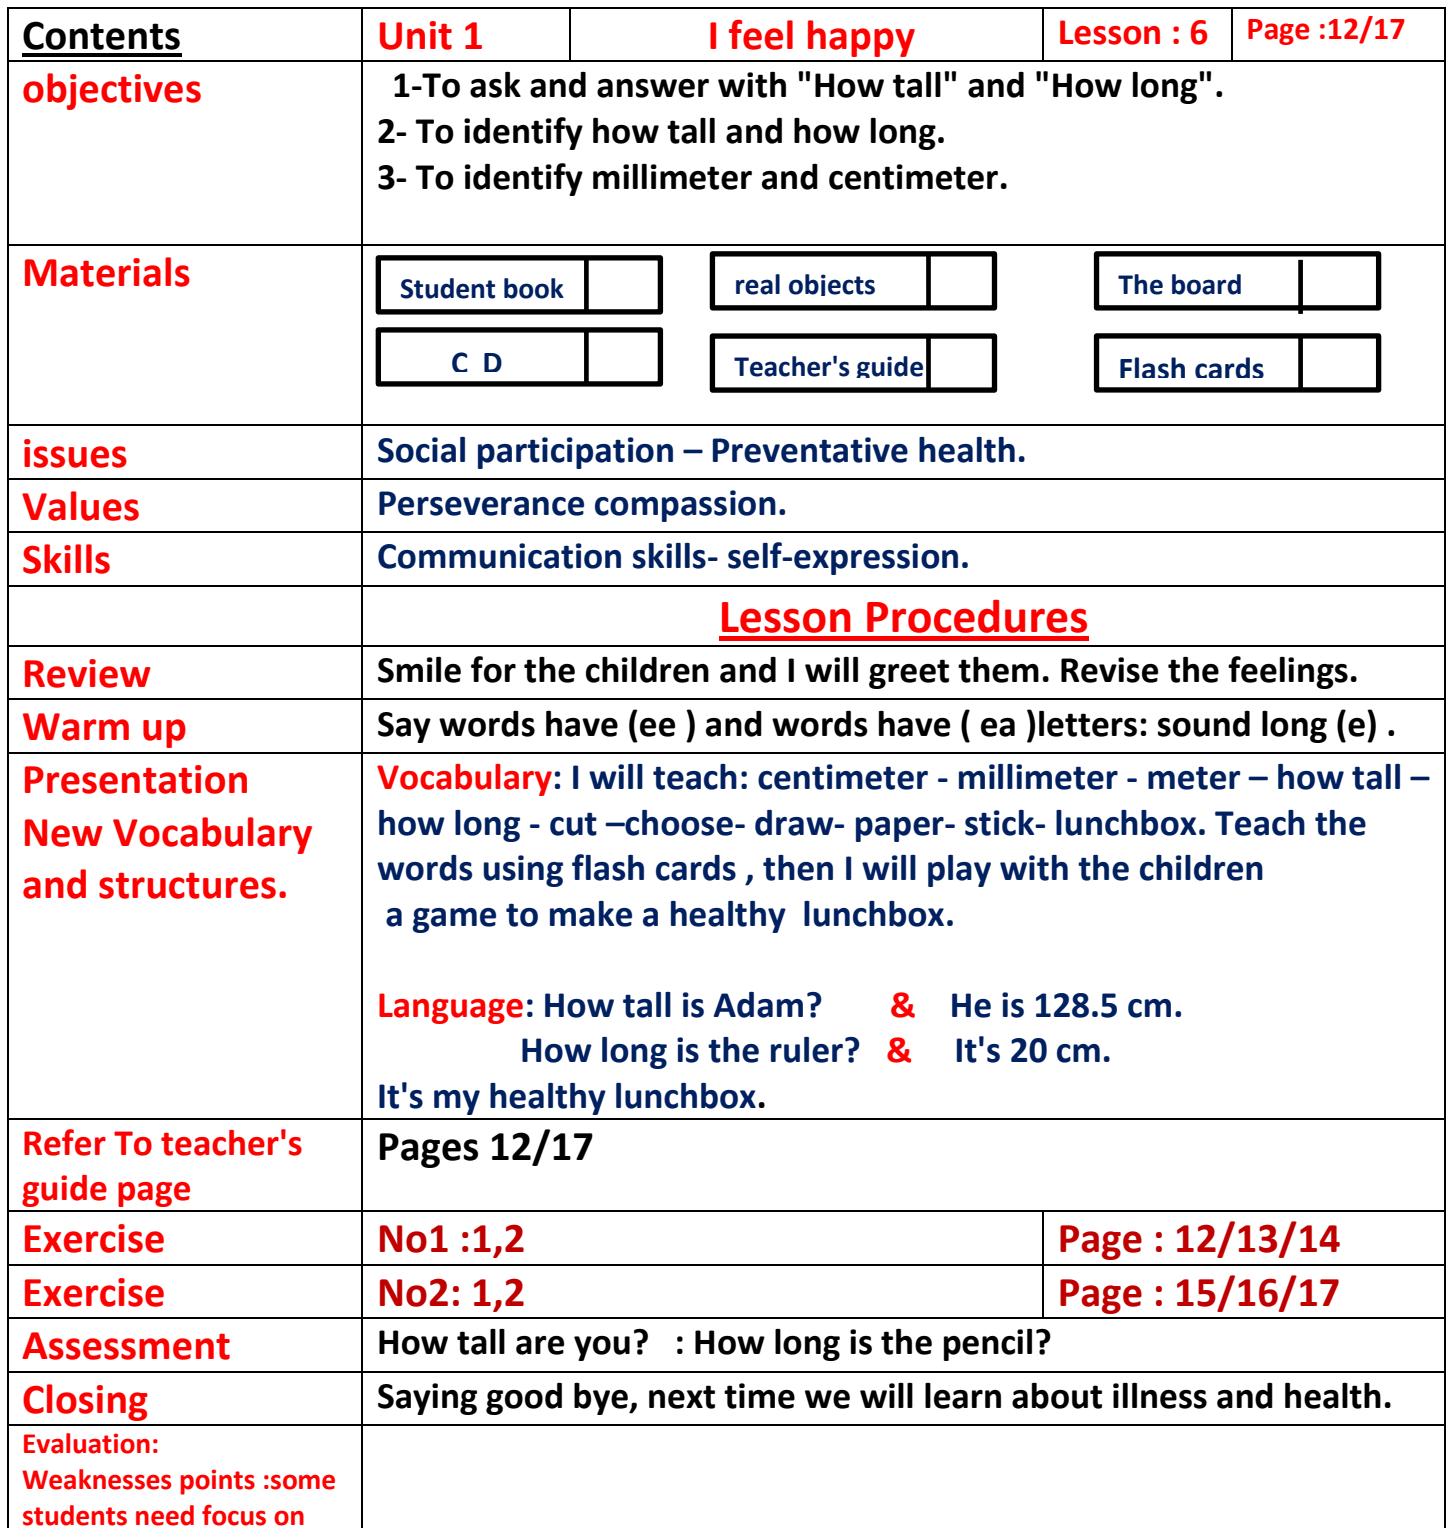 Contents Unit 1 I feel happy Lesson : 6 Page :12/17
objectives 1-To ask and answer with "How tall" and "How long".
2- To identify how tall and how long.
3- To identify millimeter and centimeter.
Materials Student book real objects The board
C D Teacher's guide Flash cards
issues Social participation – Preventative health.
Values Perseverance compassion.
Skills Communication skills- self-expression.
Lesson Procedures
Review Smile for the children and I will greet them. Revise the feelings.
Warm up Say words have (ee ) and words have ( ea )letters: sound long (e) .
Presentation
New Vocabulary
and structures.
Vocabulary: I will teach: centimeter - millimeter - meter – how tall –
how long - cut –choose- draw- paper- stick- lunchbox. Teach the
words using flash cards , then I will play with the children
a game to make a healthy lunchbox.
Language: How tall is Adam? & He is 128.5 cm.
How long is the ruler? & It's 20 cm.
It's my healthy lunchbox.
Refer To teacher's
guide page
Pages 12/17
Exercise No1 :1,2 Page : 12/13/14
Exercise No2: 1,2 Page : 15/16/17
Assessment How tall are you? : How long is the pencil?
Closing Saying good bye, next time we will learn about illness and health.
Evaluation:
Weaknesses points :some
students need focus on